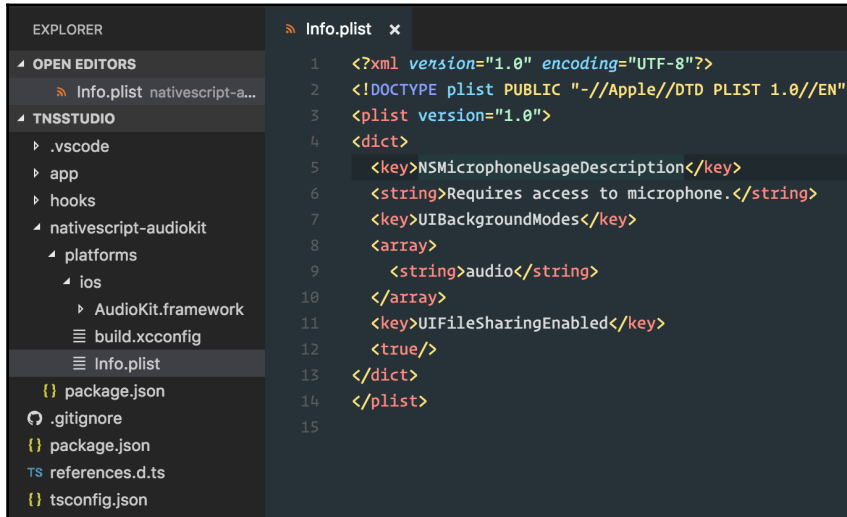 EXPLORER
OPEN EDITORS
Info.plist nativescript-a...
TNSSTUDIO
.vscode
app
hooks
nativescript-audiokit
platforms
ios
AudioKit.framework
build.xcconfig
Info.plist
{} package.json
.gitignore
{} package.json
TS references.d.ts
{} tsconfig.json
Info.plist ×
1 <?xml version="1.0" encoding="UTF-8"?>
2 <!DOCTYPE plist PUBLIC "-//Apple//DTD PLIST 1.0//EN"
3 <plist version="1.0">
4 <dict>
5 <key>NSMicrophoneUsageDescription</key>
6 <string>Requires access to microphone.</string>
7 <key>UIBackgroundModes</key>
8 <array>
9 <string>audio</string>
10 </array>
11 <key>UIFileSharingEnabled</key>
12 <true/>
13 </dict>
14 </plist>
15